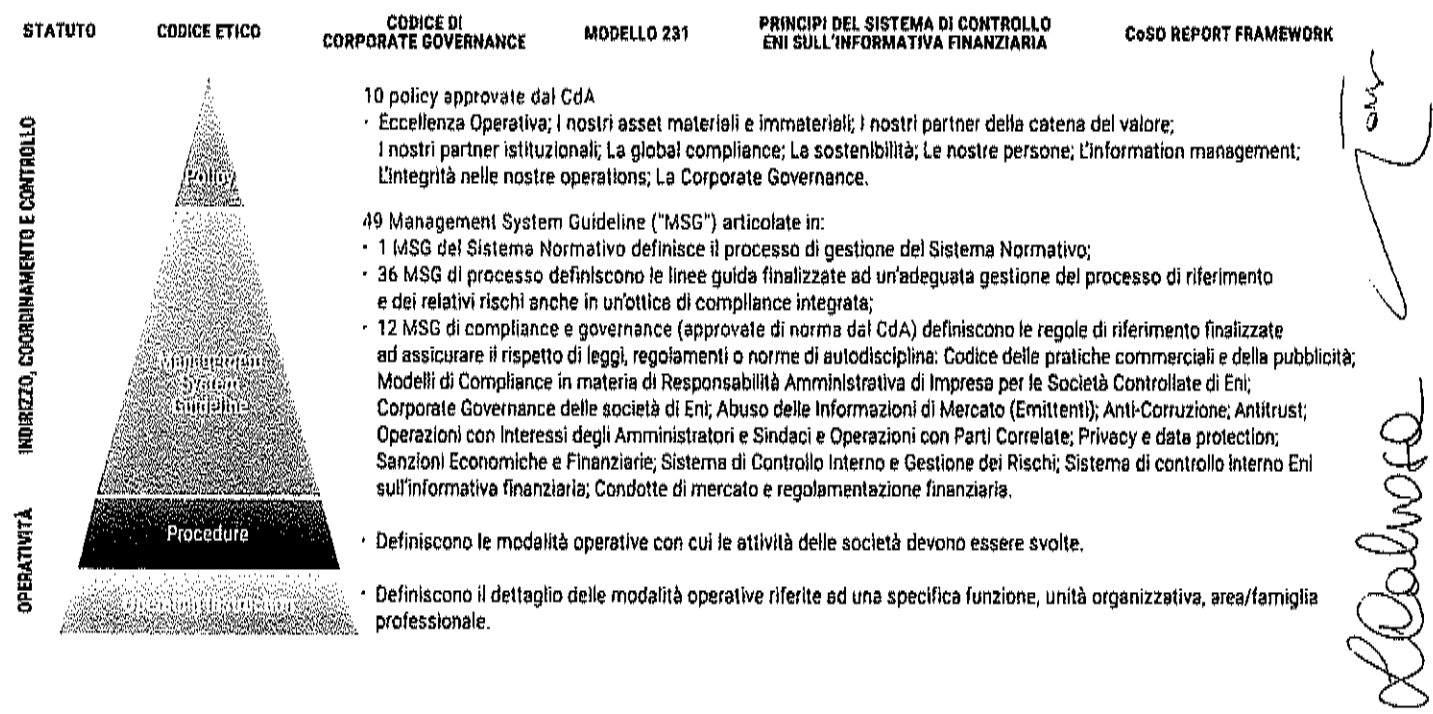 STATUTO
CODICE ETICO
CODICE DI
CORPORATE GOVERNANCE
MODELLO 231
PRINCIPI DEL SISTEMA DI CONTROLLO
ENI SULL'INFORMATIVA FINANZIARIA
CoSO REPORT FRAMEWORK
INDIRIZZO, COORDINAMENTO E CONTROLLO
Policy
10 policy approvate dal CdA
· Eccellenza Operativa; I nostri asset materiali e immateriali; I nostri partner della catena del valore;
I nostri partner istituzionali; La global compliance; La sostenibilità; Le nostre persone; L'information management;
L'integrità nelle nostre operations; La Corporate Governance.
Management
System
Guideline
49 Management System Guideline ("MSG") articolate in:
· 1 MSG del Sistema Normativo definisce il processo di gestione del Sistema Normativo;
· 36 MSG di processo definiscono le linee guida finalizzate ad un'adeguata gestione del processo di riferimento
e dei relativi rischi anche in un'ottica di compliance integrata;
· 12 MSG di compliance e governance (approvate di norma dal CdA) definiscono le regole di riferimento finalizzate
ad assicurare il rispetto di leggi, regolamenti o norme di autodisciplina: Codice delle pratiche commerciali e della pubblicità;
Modelli di Compliance in materia di Responsabilità Amministrativa di Impresa per le Società Controllate di Eni;
Corporate Governance delle società di Eni; Abuso delle Informazioni di Mercato (Emittenti); Anti-Corruzione; Antitrust;
Operazioni con Interessi degli Amministratori e Sindaci e Operazioni con Parti Correlate; Privacy e data protection;
Sanzioni Economiche e Finanziarie; Sistema di Controllo Interno e Gestione dei Rischi; Sistema di controllo interno Eni
sull'informativa finanziaria; Condotte di mercato e regolamentazione finanziaria.
OPERATIVITÀ
Procedure
· Definiscono le modalità operative con cui le attività delle società devono essere svolte.
· Definiscono il dettaglio delle modalità operative riferite ad una specifica funzione, unità organizzativa, area/famiglia
professionale.